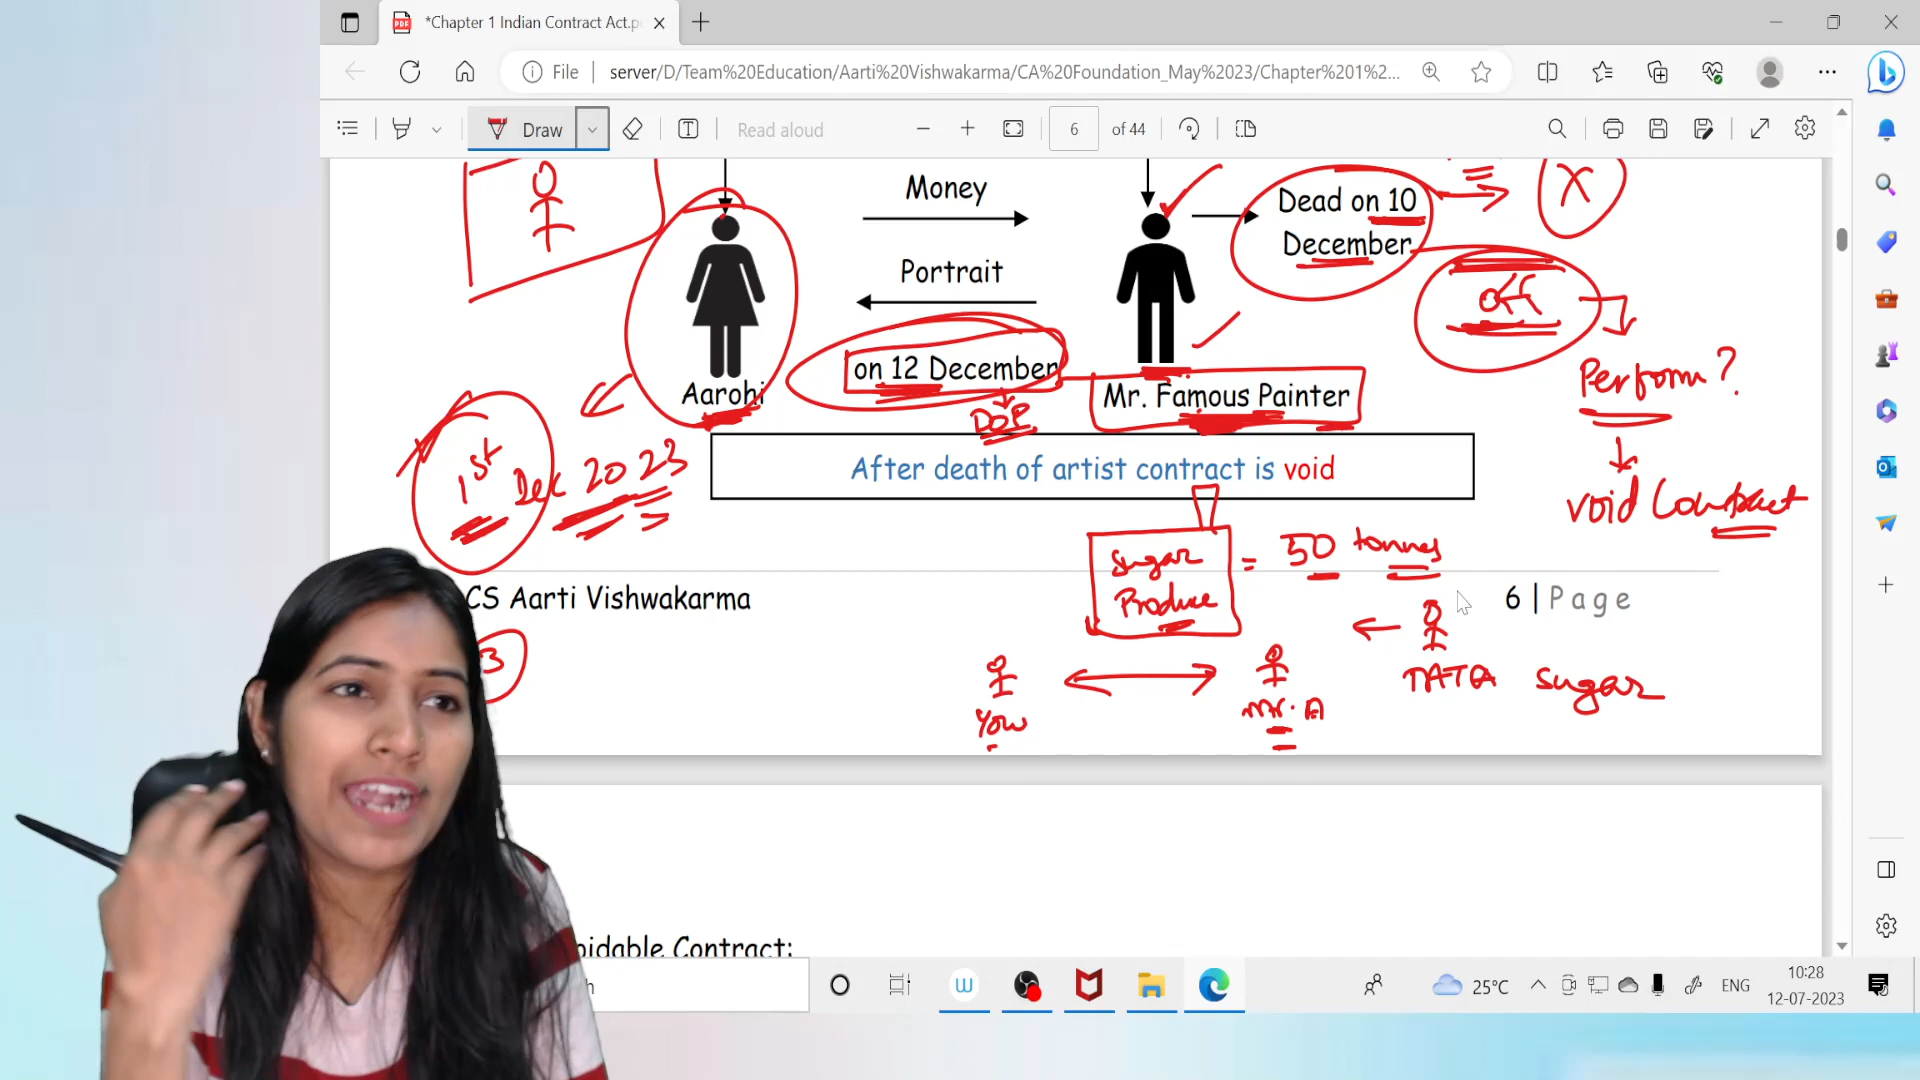 *Chapter 1 Indian Contract Act.p
File
server/D/Team%20Education/Aarti%20Vishwakarma/CA%20Foundation_May%2023/Chapter%201%2...
Draw
Read aloud
6 of 44
Money
Dead on 10
December
X
Portrait
off
on 12 December
DOP
Perform?
Aarohi
Mr. Famous Painter
1st Dec 2023
After death of artist contract is void
void Contract
Sugar
Produce
= 50 tonnes
CS Aarti Vishwakarma
6 | Page
3
TATA Sugar
You
Mr. A
oidable Contract:
h
25°C
ENG
10:28
12-07-2023